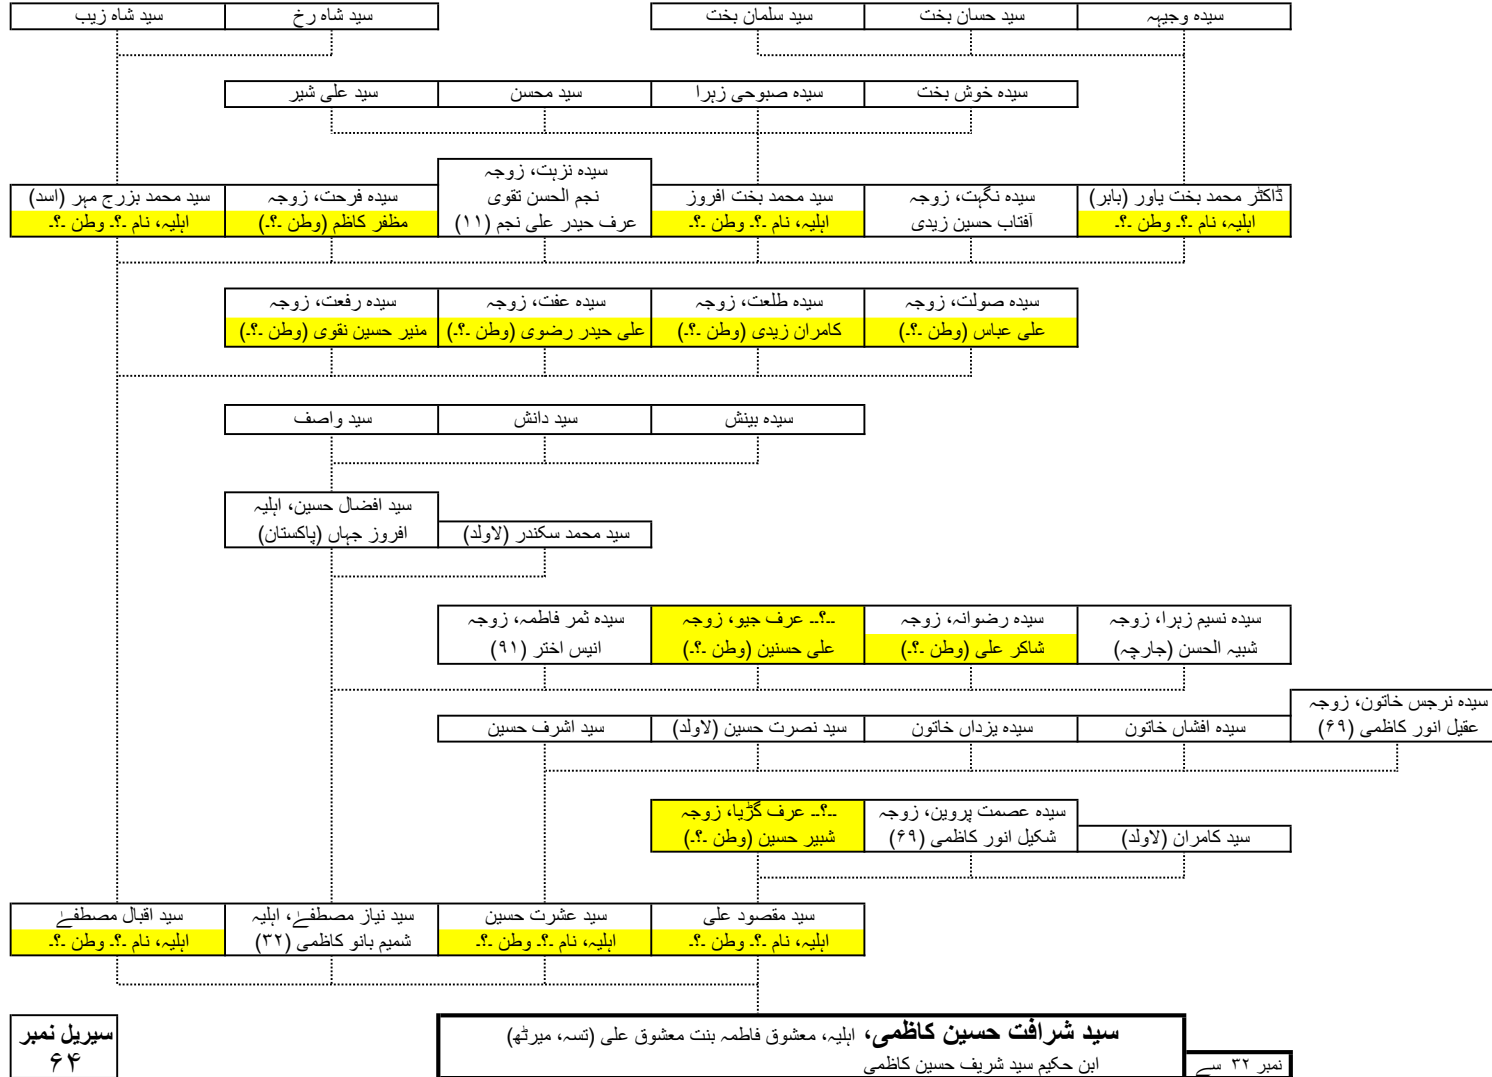 سیدہ وجیہہ
سید حسان بخت
سید سلمان بخت
سید شاہ رخ
سید شاہ زیب
سیدہ خوش بخت
سیدہ صبوحی زہرا
سید محسن
سید علی شیر
ڈاکٹر محمد بخت یاور (بابر)
اہلیہ، نام ۔؟۔ وطن ۔؟۔
سیدہ نگہت، زوجہ
آفتاب حسین زیدی
سید محمد بخت افروز
اہلیہ، نام ۔؟۔ وطن ۔؟۔
سیدہ نزہت، زوجہ
نجم الحسن تقوی
عرف حیدر علی نجم (۱۱)
سیدہ فرحت، زوجہ
مظفر کاظم (وطن ۔؟۔)
سید محمد بزرج مہر (اسد)
اہلیہ، نام ۔؟۔ وطن ۔؟۔
سیدہ صولت، زوجہ
علی عباس (وطن ۔؟۔)
سیدہ طلعت، زوجہ
کامران زیدی (وطن ۔؟۔)
سیدہ عفت، زوجہ
علی حیدر رضوی (وطن ۔؟۔)
سیدہ رفعت، زوجہ
منیر حسین نقوی (وطن ۔؟۔)
سیدہ بینش
سید دانش
سید واصف
سید محمد سکندر (لاولد)
سید افضال حسین، اہلیہ
افروز جہاں (پاکستان)
سیدہ نسیم زہرا، زوجہ
شبیہ الحسن (جارچہ)
سیدہ رضوانہ، زوجہ
شاکر علی (وطن ۔؟۔)
۔۔؟۔۔ عرف جیو، زوجہ
علی حسنین (وطن ۔؟۔)
سیدہ ثمر فاطمہ، زوجہ
انیس اختر (۹۱)
سیدہ نرجس خاتون، زوجہ
عقیل انور کاظمی (۶۹)
سیدہ افشاں خاتون
سیدہ یزداں خاتون
سید نصرت حسین (لاولد)
سید اشرف حسین
سید کامران (لاولد)
سیدہ عصمت پروین، زوجہ
شکیل انور کاظمی (۶۹)
۔۔؟۔۔ عرف گڑیا، زوجہ
شبیر حسین (وطن ۔؟۔)
سید مقصود علی
اہلیہ، نام ۔؟۔ وطن ۔؟۔
سید عشرت حسین
اہلیہ، نام ۔؟۔ وطن ۔؟۔
سید نیاز مصطفےٰ، اہلیہ
شمیم بانو کاظمی (۳۲)
سید اقبال مصطفےٰ
اہلیہ، نام ۔؟۔ وطن ۔؟۔
سید شرافت حسین کاظمی، اہلیہ، معشوق فاطمہ بنت معشوق علی (تسہ، میرٹھ)
ابن حکیم سید شریف حسین کاظمی
نمبر ۳۲ سے
سیریل نمبر
۶۴